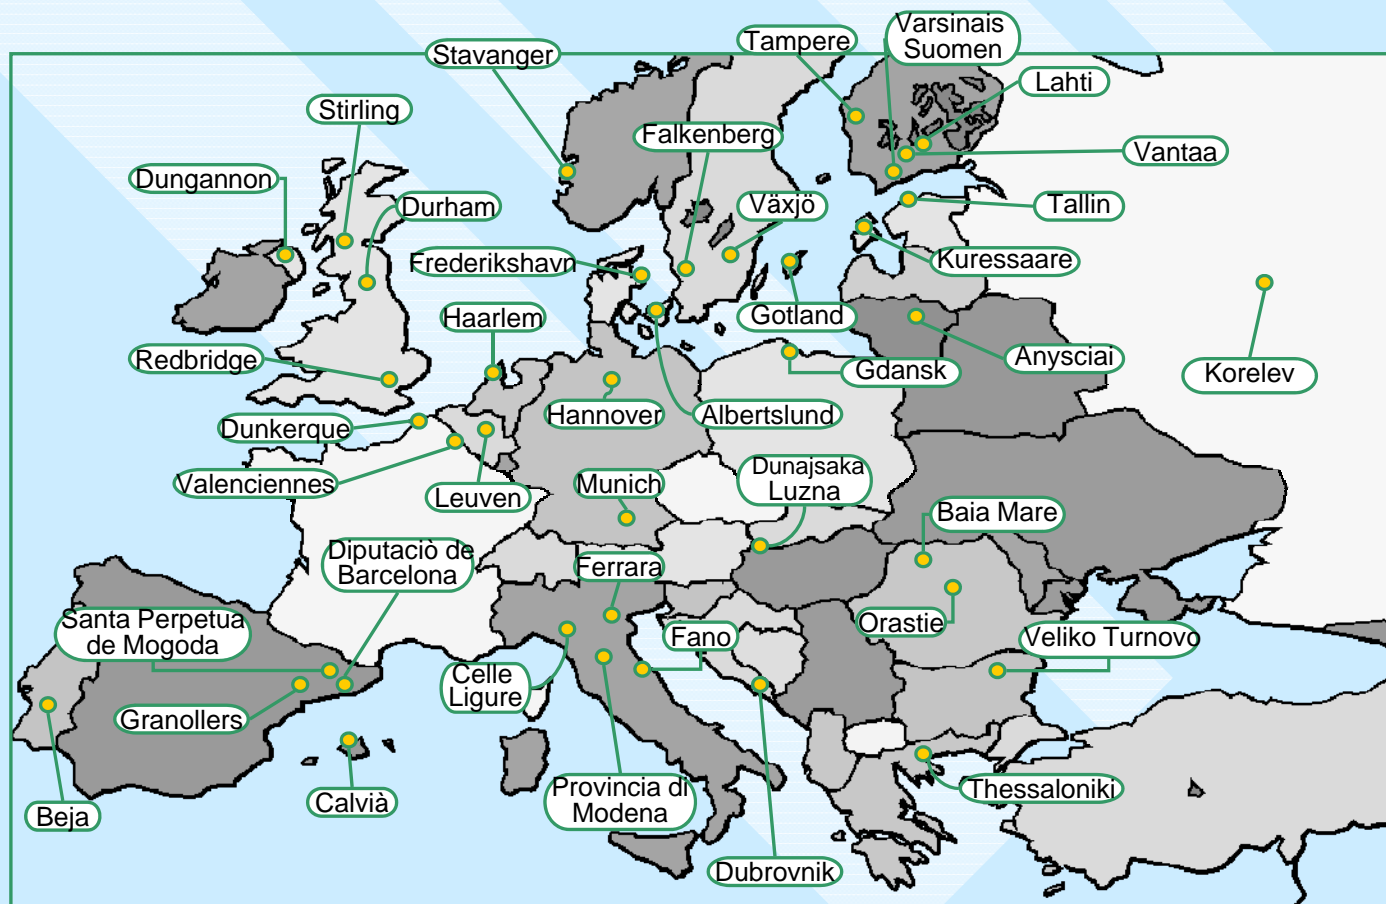 Varsinais
Suomen
Tampere
Stavanger
Lahti
Stirling
Falkenberg
Vantaa
Dungannon
Durham
Växjö
Tallin
Frederikshavn
Kuressaare
Haarlem
Gotland
Redbridge
Anysciai
Gdansk
Korelev
Hannover
Albertslund
Dunkerque
Dunajsaka
Luzna
Valenciennes
Leuven
Munich
Baia Mare
Diputaciò de
Barcelona
Ferrara
Santa Perpetua
de Mogoda
Orastie
Fano
Veliko Turnovo
Celle
Ligure
Granollers
Provincia di
Modena
Thessaloniki
Beja
Calvià
Dubrovnik